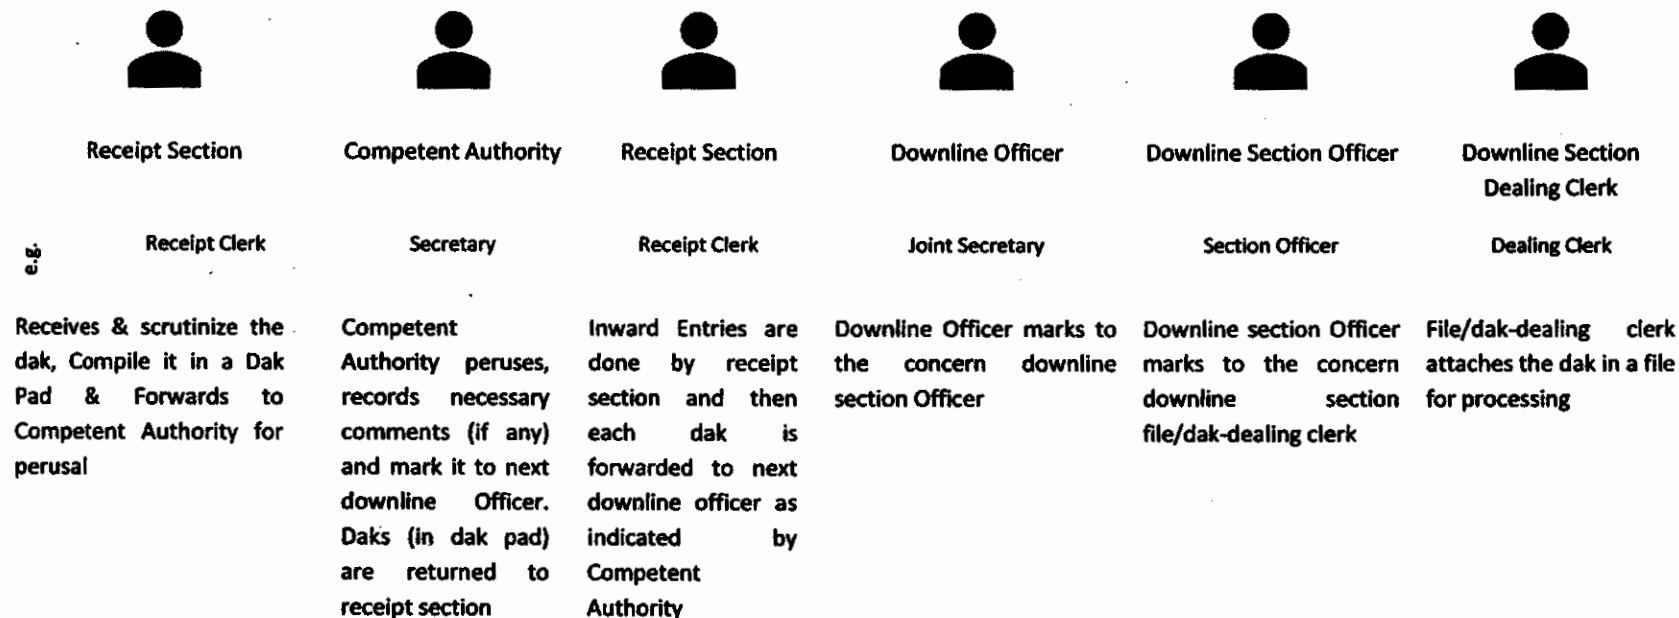 Receipt Section
Competent Authority
Receipt Section
Downline Officer
Downline Section Officer
Downline Section
Dealing Clerk
e.g.
Receipt Clerk
Secretary
Receipt Clerk
Joint Secretary
Section Officer
Dealing Clerk
Receives & scrutinize the
dak, Compile it in a Dak
Pad & Forwards to
Competent Authority for
perusal
Competent
Authority peruses,
records necessary
comments (if any)
and mark it to next
downline Officer.
Daks (in dak pad)
are returned to
receipt section
Inward Entries are
done by receipt
section and then
each dak is
forwarded to next
downline officer as
indicated by
Competent
Authority
Downline Officer marks to
the concern downline
section Officer
Downline section Officer
marks to the concern
downline section
file/dak-dealing clerk
File/dak-dealing clerk
attaches the dak in a file
for processing